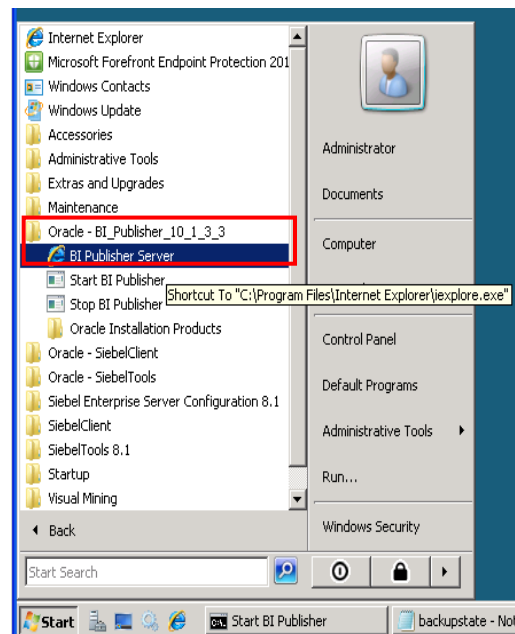 Internet Explorer
Microsoft Forefront Endpoint Protection 201
Windows Contacts
Windows Update
Accessories
Administrative Tools
Extras and Upgrades
Maintenance
Oracle - BI_Publisher_10_1_3_3
BI Publisher Server
Start BI Publisher
Stop BI Publisher
Shortcut To "C:\Program Files\Internet Explorer\iexplore.exe"
Oracle Installation Products
Oracle - SiebelClient
Oracle - SiebelTools
Siebel Enterprise Server Configuration 8.1
SiebelClient
SiebelTools 8.1
Startup
Visual Mining
Back
Start Search
Administrator
Documents
Computer
Control Panel
Default Programs
Administrative Tools
Run...
Windows Security
Start
Start BI Publisher
backupstate - Not